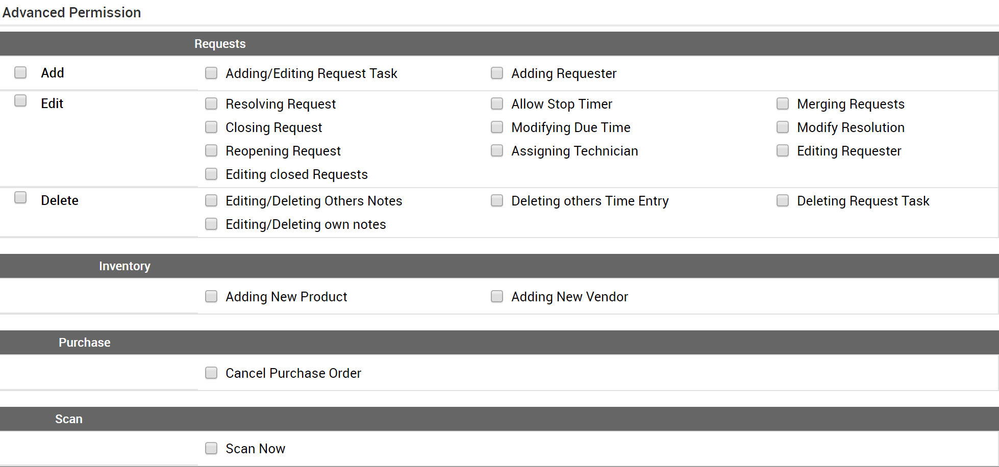 Advanced Permission
Requests
Add Adding/Editing Request Task Adding Requester
Edit Resolving Request Allow Stop Timer Merging Requests
Closing Request Modifying Due Time Modify Resolution
Reopening Request Assigning Technician Editing Requester
Editing closed Requests
Delete Editing/Deleting Others Notes Deleting others Time Entry Deleting Request Task
Editing/Deleting own notes
Inventory
Adding New Product Adding New Vendor
Purchase
Cancel Purchase Order
Scan
Scan Now